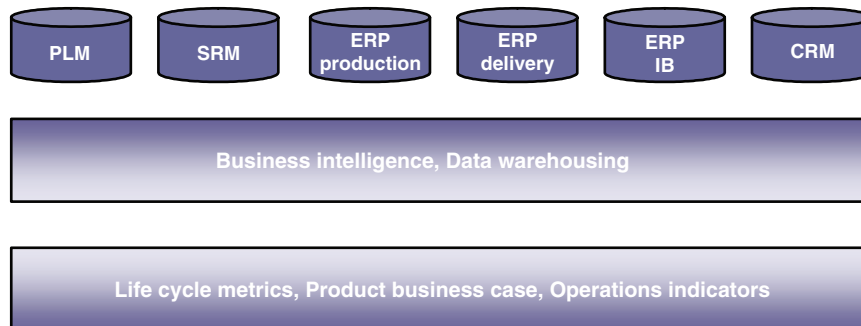 PLM
SRM
ERP
production
ERP
delivery
ERP
IB
CRM
Business intelligence, Data warehousing
Life cycle metrics, Product business case, Operations indicators